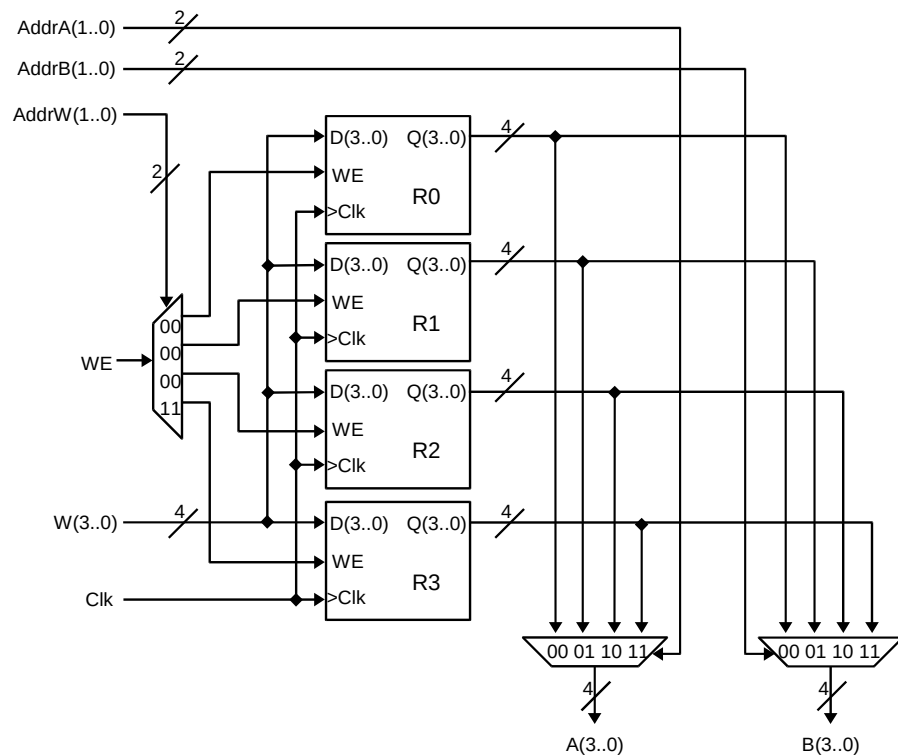 AddrA(1..0)
2
AddrB(1..0)
2
AddrW(1..0)
2
D(3..0) Q(3..0)
4
WE
R0
>Clk
D(3..0) Q(3..0)
4
WE
R1
>Clk
00
00
00
11
WE
D(3..0) Q(3..0)
4
WE
R2
>Clk
W(3..0)
4
D(3..0) Q(3..0)
4
WE
R3
>Clk
Clk
00 01 10 11
00 01 10 11
4
4
A(3..0)
B(3..0)